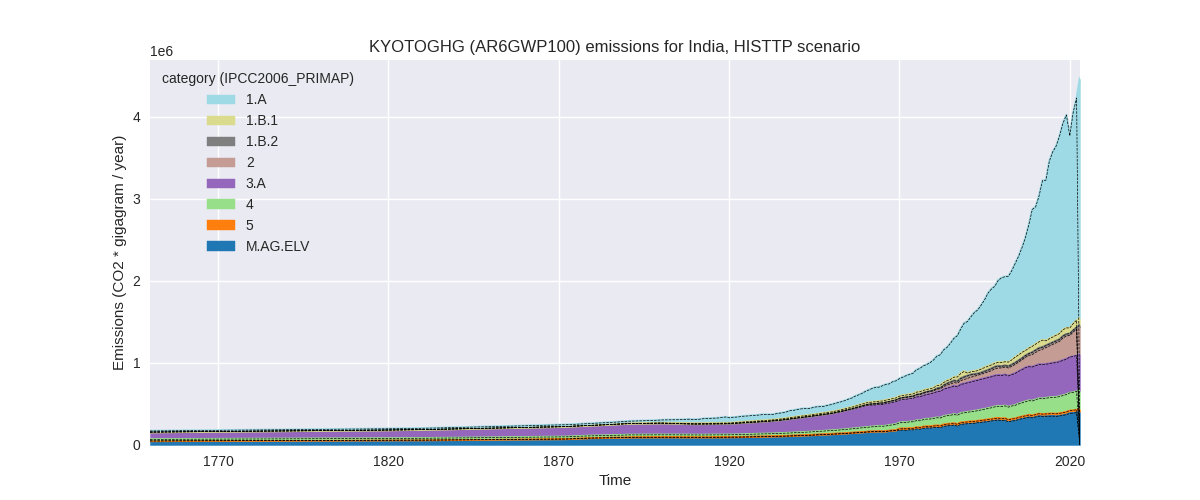 KYOTOGHG (AR6GWP100) emissions for India, HISTTP scenario
1e6
category (IPCC2006_PRIMAP)
1.A
1.B.1
1.B.2
2
3.A
4
5
M.AG.ELV
Emissions (CO2 * gigagram / year)
4
3
2
1
0
1770
1820
1870
1920
1970
2020
Time